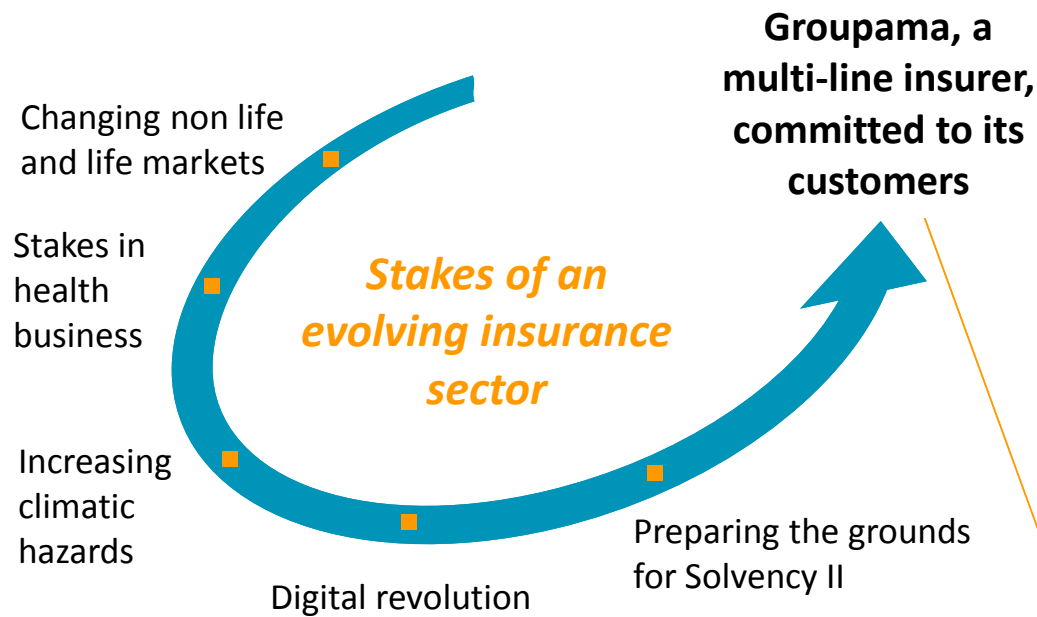 Groupama, a
multi-line insurer,
committed to its
customers
Changing non life
and life markets
Stakes in
health
business
Stakes of an
evolving insurance
sector
Increasing
climatic
hazards
Digital revolution
Preparing the grounds
for Solvency II